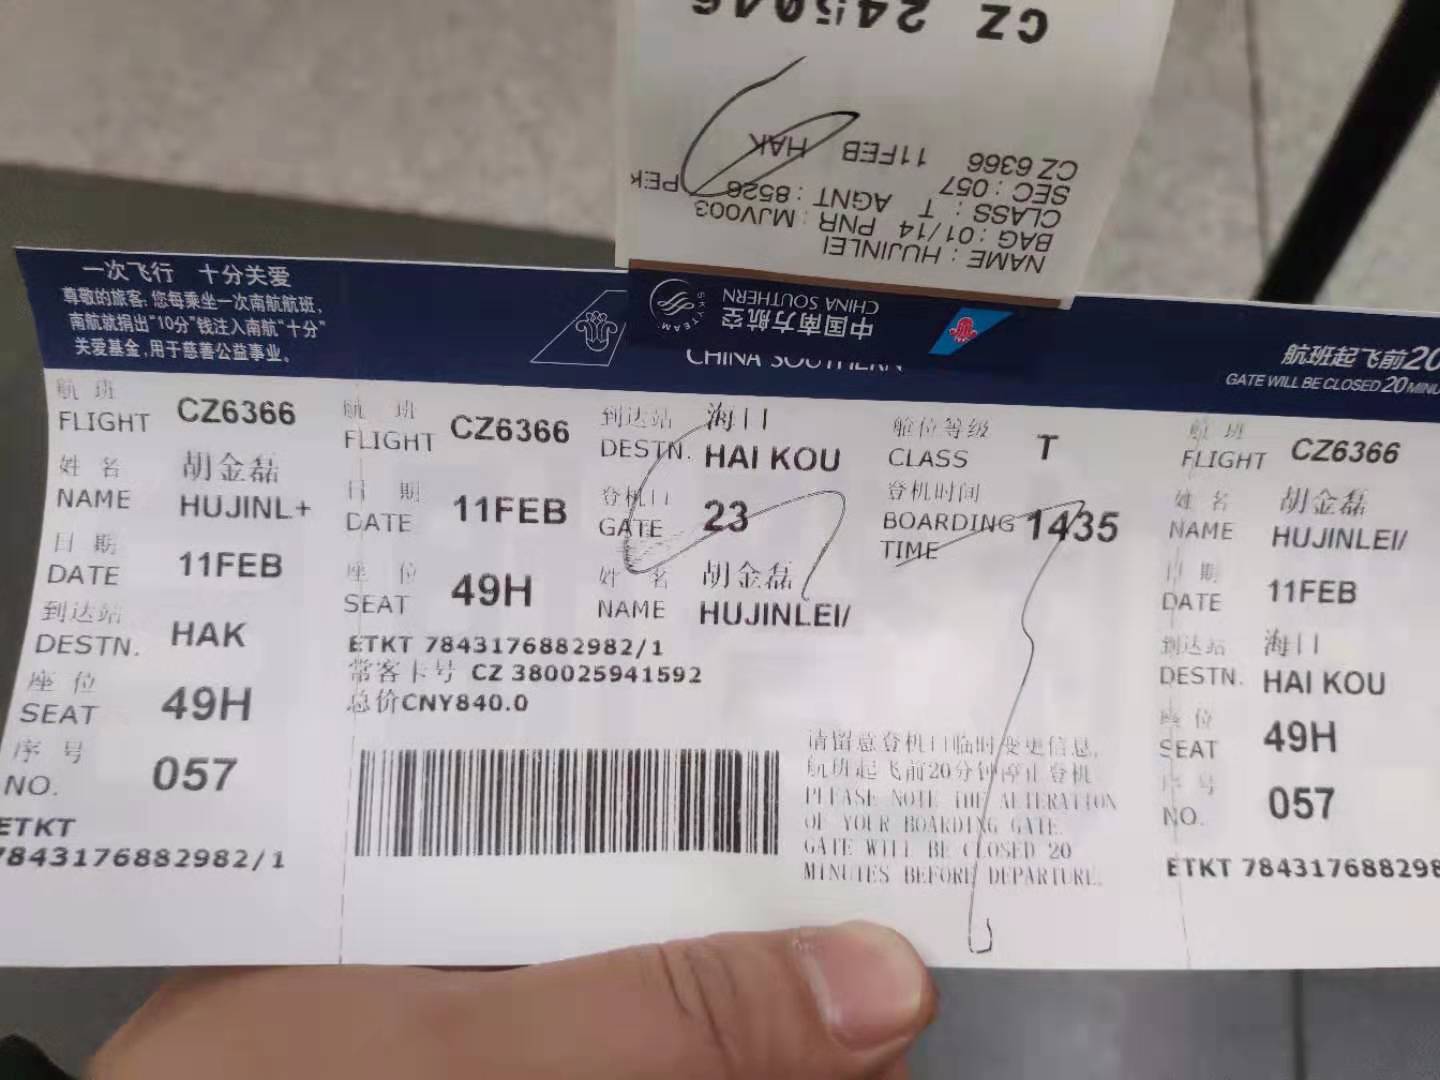 CZ 245046
CZ 6366 11FEB HAK
SEC : 057 PEK
CLASS : T AGNT : 8526
BAG : 01/14 PNR : MJV003
NAME : HUJINLEI
中国南方航空
CHINA SOUTHERN
SKYTEAM
一次飞行 十分关爱
尊敬的旅客:您每乘坐一次南航航班,
南航就捐出"10分"钱注入南航"十分"
关爱基金,用于慈善公益事业。
CHINA SOUTHERN
航班起飞前20
GATE WILL BE CLOSED 20 MINU
航班
FLIGHT CZ6366
姓名 胡金磊
NAME HUJINL+
日期
DATE 11FEB
到达站
DESTN. HAK
座位
SEAT 49H
序号
NO. 057
ETKT
7843176882982/1
航班
FLIGHT CZ6366
日期
DATE 11FEB
座位
SEAT 49H
到达站 海口
DESTN. HAI KOU
登机口
GATE 23
姓名 胡金磊
NAME HUJINLEI/
舱位等级
CLASS T
登机时间
BOARDING 1435
TIME
ETKT 7843176882982/1
常客卡号 CZ 380025941592
总价CNY840.0
请留意登机口临时变更信息,
航班起飞前20分钟停止登机
PLEASE NOTE THE ALTERATION
OF YOUR BOARDING GATE.
GATE WILL BE CLOSED 20
MINUTES BEFORE DEPARTURE.
航班
FLIGHT CZ6366
姓名 胡金磊
NAME HUJINLEI/
日期
DATE 11FEB
到达站 海口
DESTN. HAI KOU
座位
SEAT 49H
序号
NO. 057
ETKT 784317688298